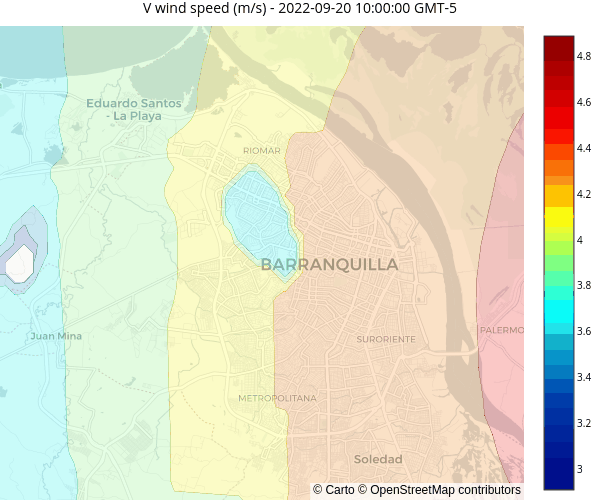 V wind speed (m/s) - 2022-09-20 10:00:00 GMT-5
4.8
4.6
4.4
4.2
4
3.8
3.6
3.4
3.2
3
Eduardo Santos
- La Playa
RIOMAR
BARRANQUILLA
Juan Mina
SURORIENTE
PALERMO
METROPOLITANA
Soledad
© Carto © OpenStreetMap contributors